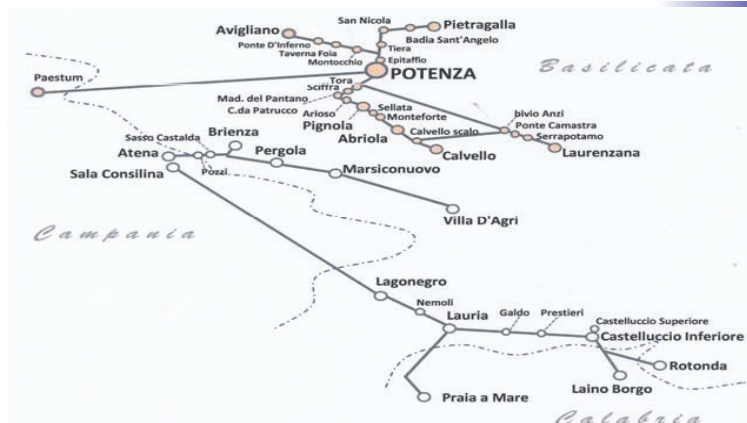 San Nicola
Pietragalla
Avigliano
Ponte D'Inferno
Badia Sant'Angelo
Taverna Foia
Tiera
Montocchio
Epitaffio
POTENZA
Basilicata
Paestum
Tora
Sciffra
Mad. del Pantano
C.da Patrucco
Arioso
Sellata
bivio Anzi
Pignola
Monteforte
Ponte Camastra
Abriola
Calvello scalo
Serrapotamo
Laurenzana
Calvello
Sasso Castalda
Brienza
Atena
Pergola
Pozzi
Sala Consilina
Marsiconuovo
Villa D'Agri
Campania
Lagonegro
Nemoli
Lauria
Galdo
Prestieri
Castelluccio Superiore
Castelluccio Inferiore
Rotonda
Laino Borgo
Praia a Mare
Calabria